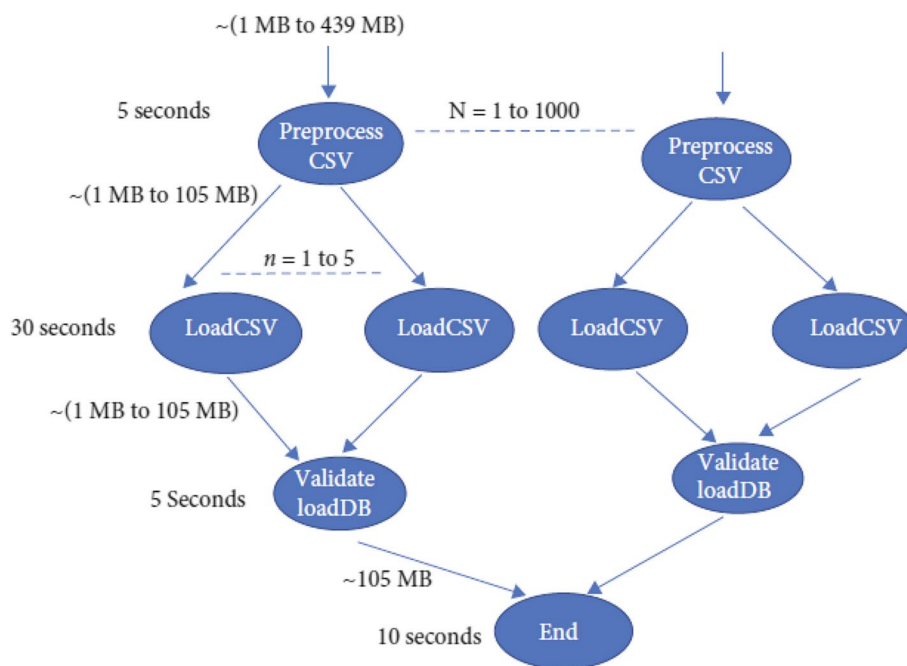 ~(1 MB to 439 MB)
5 seconds
N = 1 to 1000
Preprocess
CSV
Preprocess
CSV
~(1 MB to 105 MB)
n = 1 to 5
30 seconds
LoadCSV
LoadCSV
LoadCSV
LoadCSV
~(1 MB to 105 MB)
Validate
loadDB
Validate
loadDB
5 Seconds
~105 MB
10 seconds
End